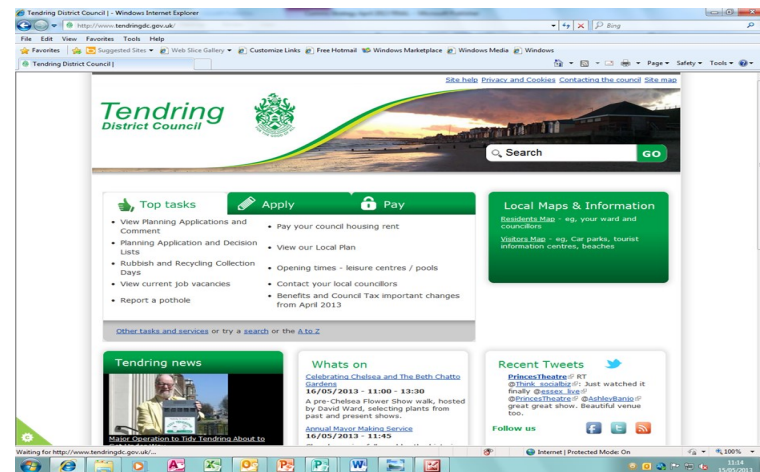 Tendring District Council | - Windows Internet Explorer
http://www.tendringdc.gov.uk/
Bing
File Edit View Favorites Tools Help
Favorites Suggested Sites Web Slice Gallery Customize Links Free Hotmail Windows Marketplace Windows Media Windows
Tendring District Council |
Page Safety Tools
Site help Privacy and Cookies Contacting the council Site map
Tendring
District Council
Search GO
Top tasks Apply Pay
• View Planning Applications and Comment
• Planning Application and Decision Lists
• Rubbish and Recycling Collection Days
• View current job vacancies
• Report a pothole
• Pay your council housing rent
• View our Local Plan
• Opening times - leisure centres / pools
• Contact your local councillors
• Benefits and Council Tax important changes from April 2013
Other tasks and services or try a search or the A to Z
Local Maps & Information
Residents Map - eg, your ward and councillors
Visitors Map - eg, Car parks, tourist information centres, beaches
Tendring news
Major Operation to Tidy Tendring About to
Whats on
Celebrating Chelsea and The Beth Chatto Gardens
16/05/2013 - 11:00 - 13:30
A pre-Chelsea Flower Show walk, hosted
by David Ward, selecting plants from
past and present shows.
Annual Mayor Making Service
16/05/2013 - 11:45
Recent Tweets
PrincesTheatre RT
@Think_socialbiz: Just watched it
finally @essex_live
@PrincesTheatre @AshleyBanjo
great great show. Beautiful venue
too.
Follow us
Waiting for http://www.tendringdc.gov.uk/...
Internet | Protected Mode: On
100%
11:14
15/05/2013